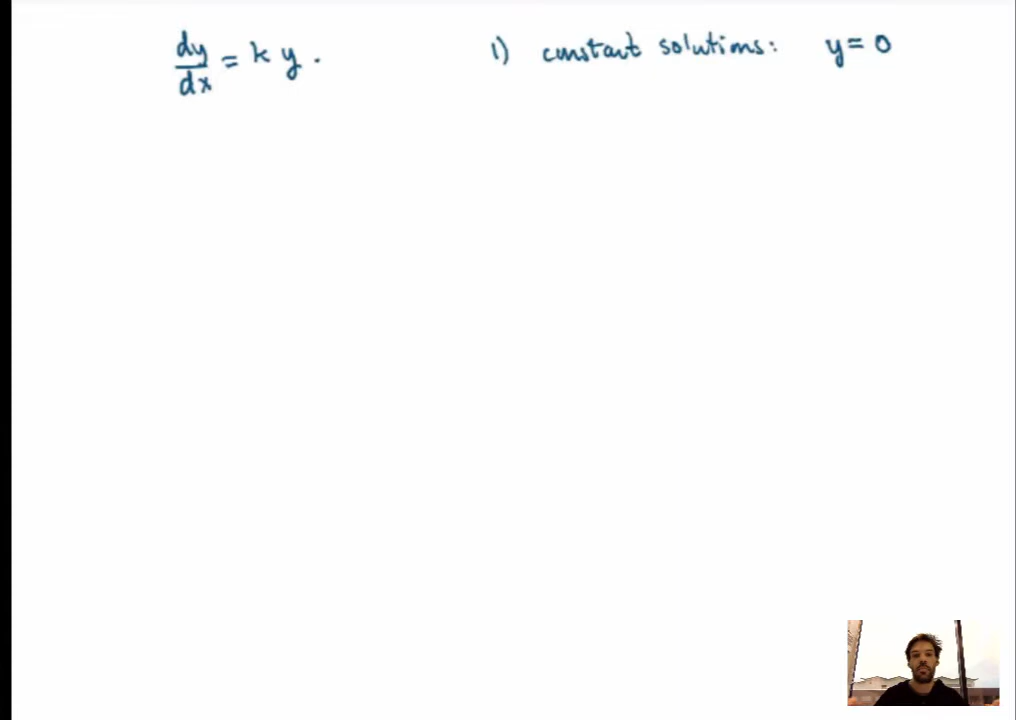 dy/dx = k y .
1) constant solutions: y = 0